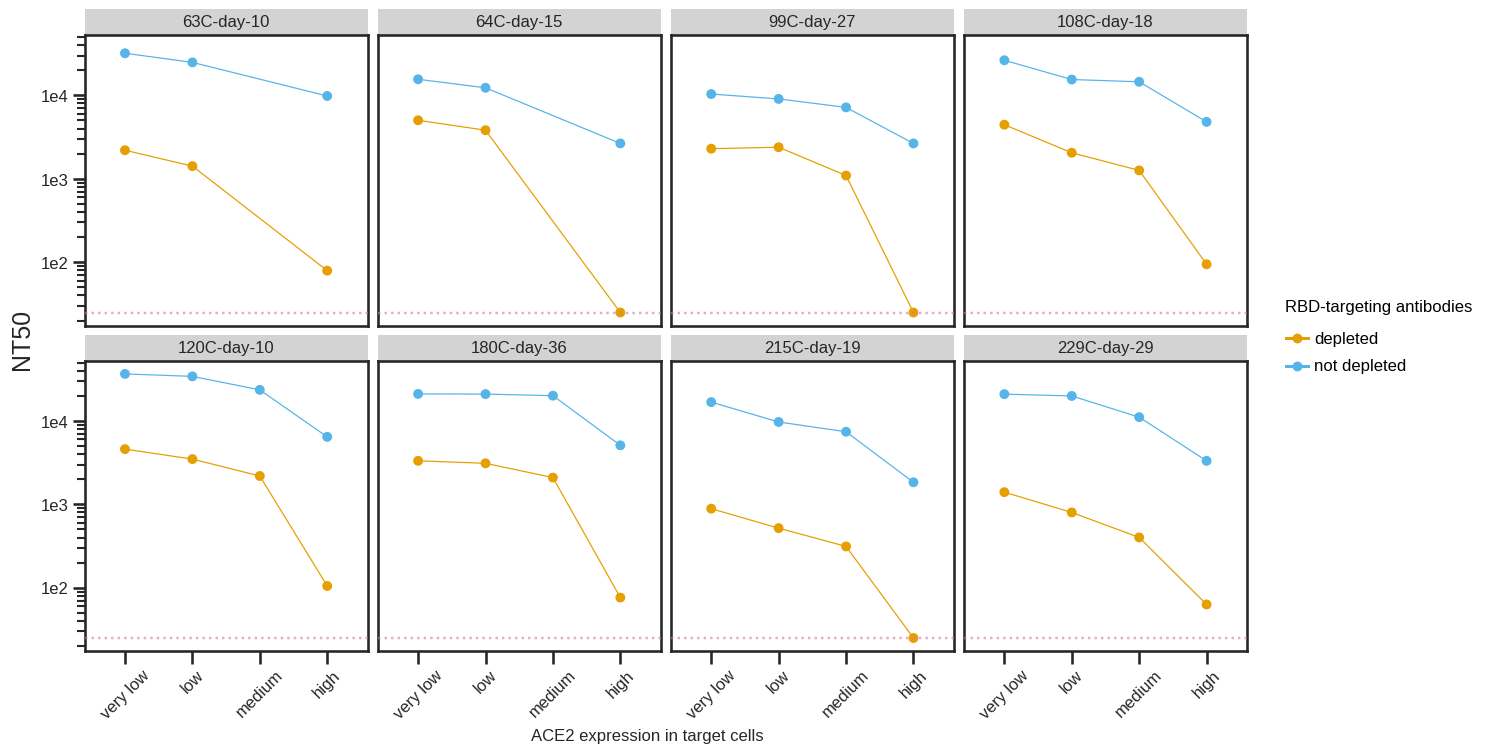 63C-day-10
64C-day-15
99C-day-27
108C-day-18
1e4
1e3
1e2
120C-day-10
180C-day-36
215C-day-19
229C-day-29
1e4
1e3
1e2
NT50
very low
low
medium
high
very low
low
medium
high
very low
low
medium
high
very low
low
medium
high
ACE2 expression in target cells
RBD-targeting antibodies
depleted
not depleted